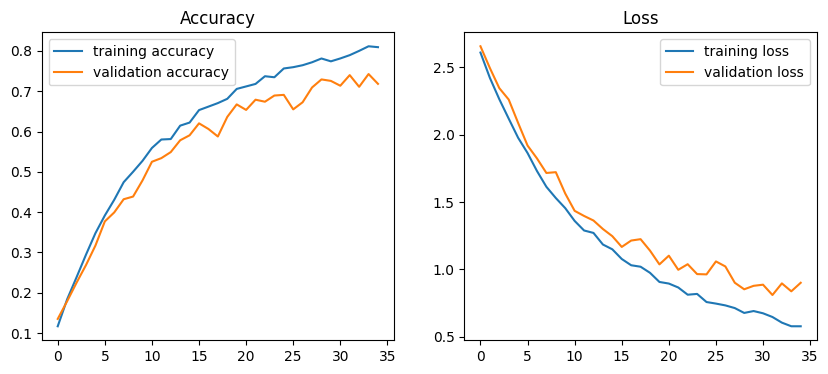 Accuracy
training accuracy
validation accuracy
0.8
0.7
0.6
0.5
0.4
0.3
0.2
0.1
0 5 10 15 20 25 30 35
Loss
training loss
validation loss
2.5
2.0
1.5
1.0
0.5
0 5 10 15 20 25 30 35